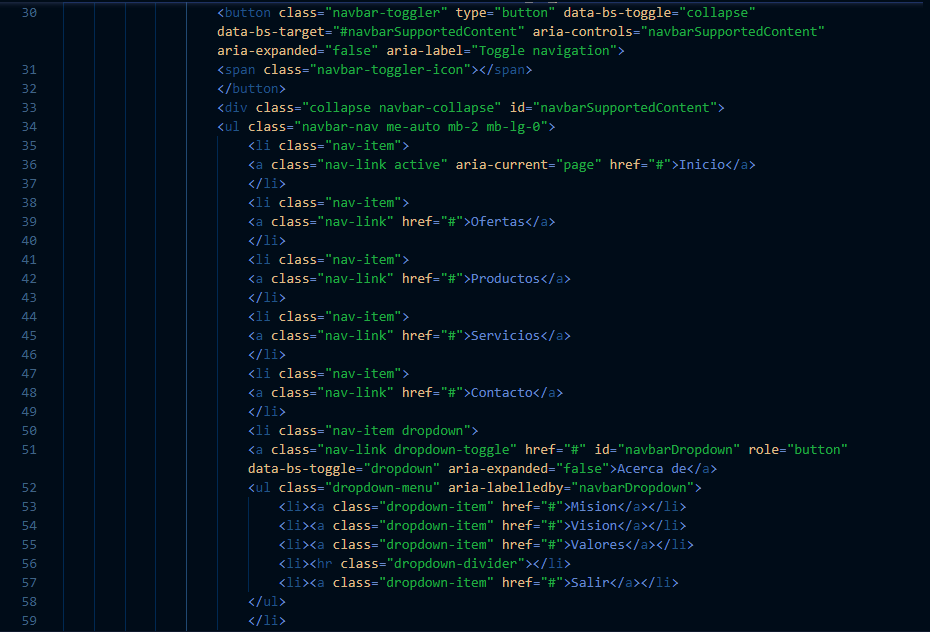 30 <button class="navbar-toggler" type="button" data-bs-toggle="collapse"
data-bs-target="#navbarSupportedContent" aria-controls="navbarSupportedContent"
aria-expanded="false" aria-label="Toggle navigation">
31 <span class="navbar-toggler-icon"></span>
32 </button>
33 <div class="collapse navbar-collapse" id="navbarSupportedContent">
34 <ul class="navbar-nav me-auto mb-2 mb-lg-0">
35 <li class="nav-item">
36 <a class="nav-link active" aria-current="page" href="#">Inicio</a>
37 </li>
38 <li class="nav-item">
39 <a class="nav-link" href="#">Ofertas</a>
40 </li>
41 <li class="nav-item">
42 <a class="nav-link" href="#">Productos</a>
43 </li>
44 <li class="nav-item">
45 <a class="nav-link" href="#">Servicios</a>
46 </li>
47 <li class="nav-item">
48 <a class="nav-link" href="#">Contacto</a>
49 </li>
50 <li class="nav-item dropdown">
51 <a class="nav-link dropdown-toggle" href="#" id="navbarDropdown" role="button"
data-bs-toggle="dropdown" aria-expanded="false">Acerca de</a>
52 <ul class="dropdown-menu" aria-labelledby="navbarDropdown">
53 <li><a class="dropdown-item" href="#">Mision</a></li>
54 <li><a class="dropdown-item" href="#">Vision</a></li>
55 <li><a class="dropdown-item" href="#">Valores</a></li>
56 <li><hr class="dropdown-divider"></li>
57 <li><a class="dropdown-item" href="#">Salir</a></li>
58 </ul>
59 </li>